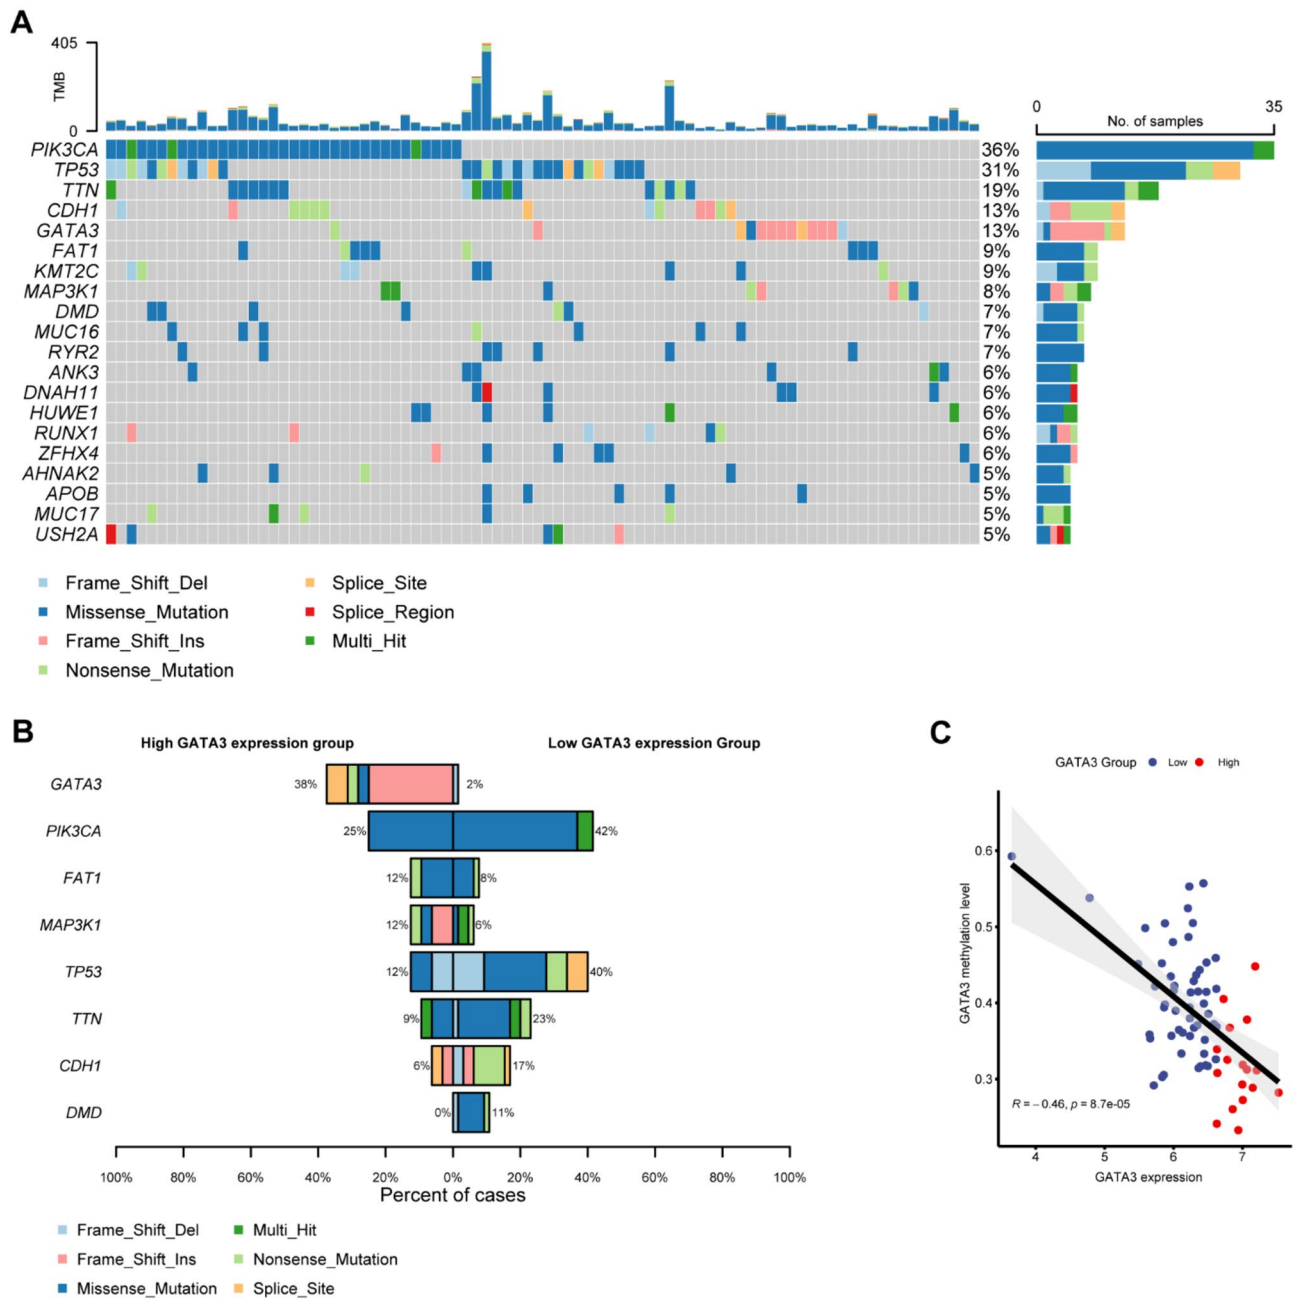 A
405
TMB
0
0 35
No. of samples
PIK3CA 36%
TP53 31%
TTN 19%
CDH1 13%
GATA3 13%
FAT1 9%
KMT2C 9%
MAP3K1 8%
DMD 7%
MUC16 7%
RYR2 7%
ANK3 6%
DNAH11 6%
HUWE1 6%
RUNX1 6%
ZFHX4 6%
AHNAK2 5%
APOB 5%
MUC17 5%
USH2A 5%
Frame_Shift_Del Splice_Site
Missense_Mutation Splice_Region
Frame_Shift_Ins Multi_Hit
Nonsense_Mutation
B
High GATA3 expression group Low GATA3 expression Group
GATA3 38% 2%
PIK3CA 25% 42%
FAT1 12% 8%
MAP3K1 12% 6%
TP53 12% 40%
TTN 9% 23%
CDH1 6% 17%
DMD 0% 11%
100% 80% 60% 40% 20% 0% 20% 40% 60% 80% 100%
Percent of cases
Frame_Shift_Del Multi_Hit
Frame_Shift_Ins Nonsense_Mutation
Missense_Mutation Splice_Site
C
GATA3 Group Low High
GATA3 methylation level
0.6
0.5
0.4
0.3
R = − 0.46, p = 8.7e-05
4 5 6 7
GATA3 expression